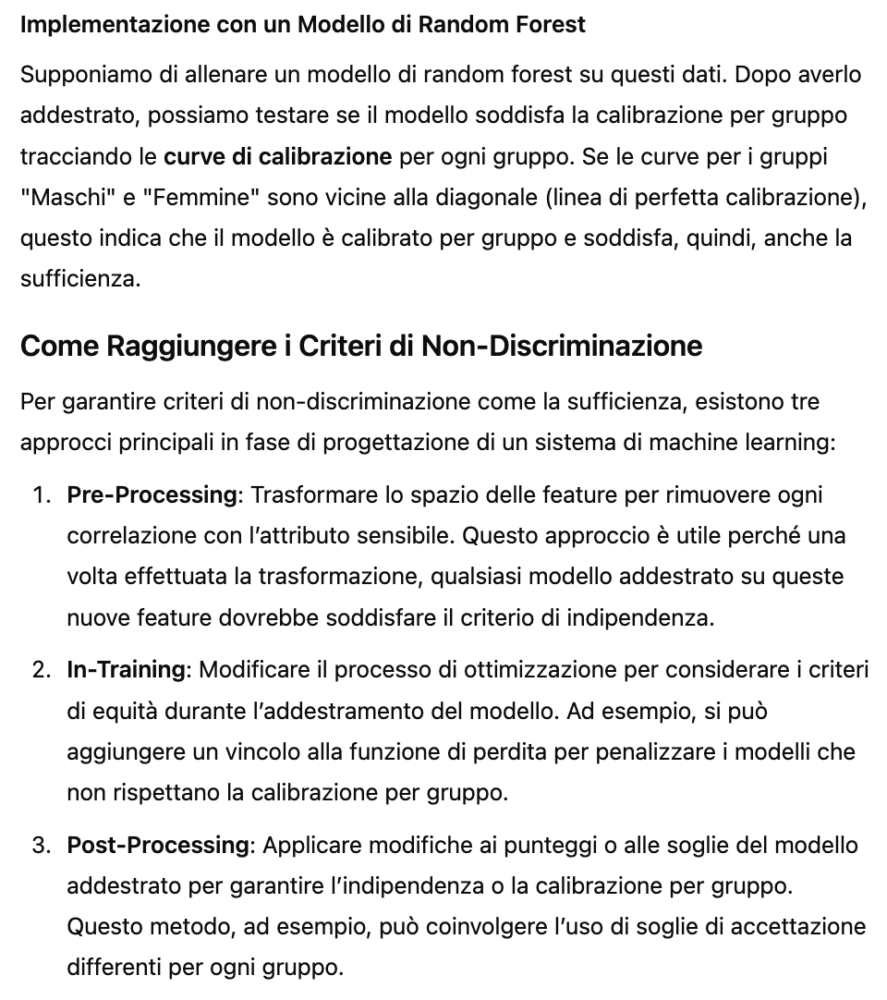 Implementazione con un Modello di Random Forest
Supponiamo di allenare un modello di random forest su questi dati. Dopo averlo
addestrato, possiamo testare se il modello soddisfa la calibrazione per gruppo
tracciando le curve di calibrazione per ogni gruppo. Se le curve per i gruppi
"Maschi" e "Femmine" sono vicine alla diagonale (linea di perfetta calibrazione),
questo indica che il modello è calibrato per gruppo e soddisfa, quindi, anche la
sufficienza.
Come Raggiungere i Criteri di Non-Discriminazione
Per garantire criteri di non-discriminazione come la sufficienza, esistono tre
approcci principali in fase di progettazione di un sistema di machine learning:
1. Pre-Processing: Trasformare lo spazio delle feature per rimuovere ogni
correlazione con l’attributo sensibile. Questo approccio è utile perché una
volta effettuata la trasformazione, qualsiasi modello addestrato su queste
nuove feature dovrebbe soddisfare il criterio di indipendenza.
2. In-Training: Modificare il processo di ottimizzazione per considerare i criteri
di equità durante l’addestramento del modello. Ad esempio, si può
aggiungere un vincolo alla funzione di perdita per penalizzare i modelli che
non rispettano la calibrazione per gruppo.
3. Post-Processing: Applicare modifiche ai punteggi o alle soglie del modello
addestrato per garantire l’indipendenza o la calibrazione per gruppo.
Questo metodo, ad esempio, può coinvolgere l’uso di soglie di accettazione
differenti per ogni gruppo.